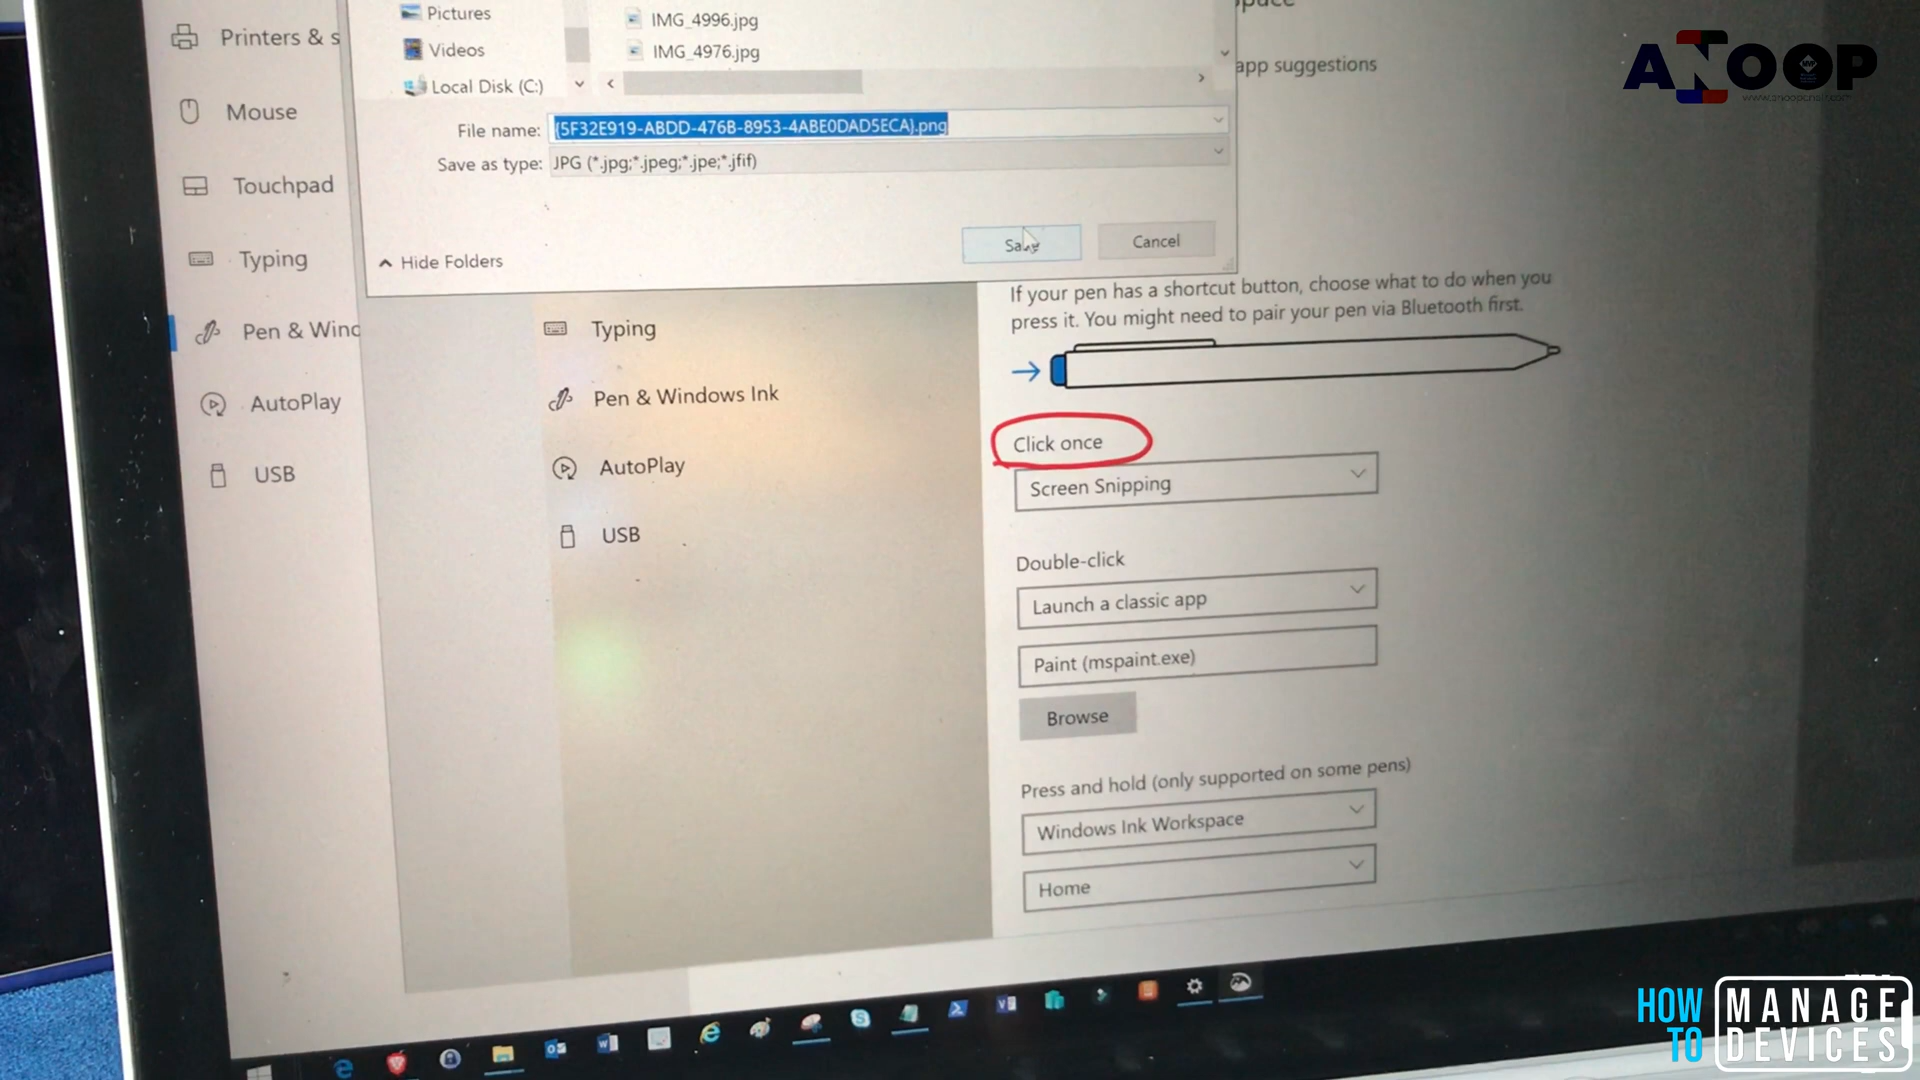 Pictures
Videos
Local Disk (C:)
IMG_4996.jpg
IMG_4976.jpg
File name: {5F32E919-ABDD-476B-8953-4ABE0DAD5ECA}.png
Save as type: JPG (*.jpg;*.jpeg;*.jpe;*.jfif)
Save
Cancel
Hide Folders
app suggestions
ANOOP
Printers & s
Mouse
Touchpad
Typing
Pen & Wind
AutoPlay
USB
Typing
Pen & Windows Ink
AutoPlay
USB
If your pen has a shortcut button, choose what to do when you
press it. You might need to pair your pen via Bluetooth first.
Click once
Screen Snipping
Double-click
Launch a classic app
Paint (mspaint.exe)
Browse
Press and hold (only supported on some pens)
Windows Ink Workspace
Home
HOW TO
MANAGE
DEVICES